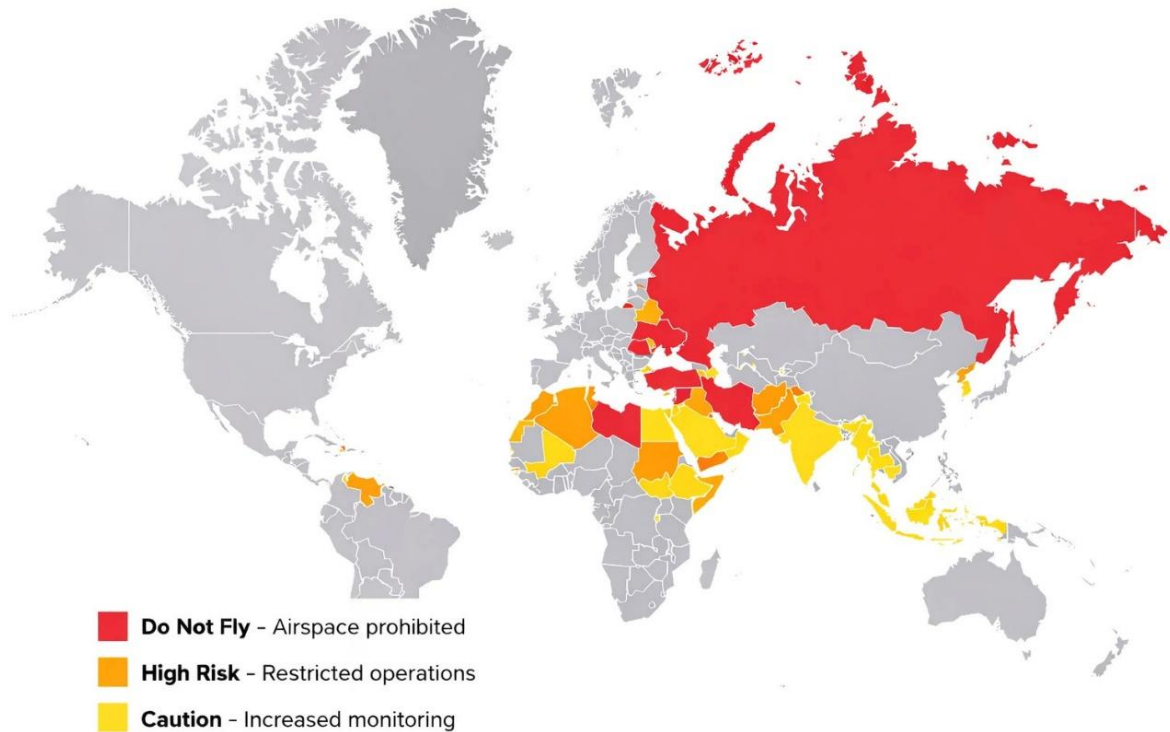 Do Not Fly – Airspace prohibited
High Risk – Restricted operations
Caution – Increased monitoring